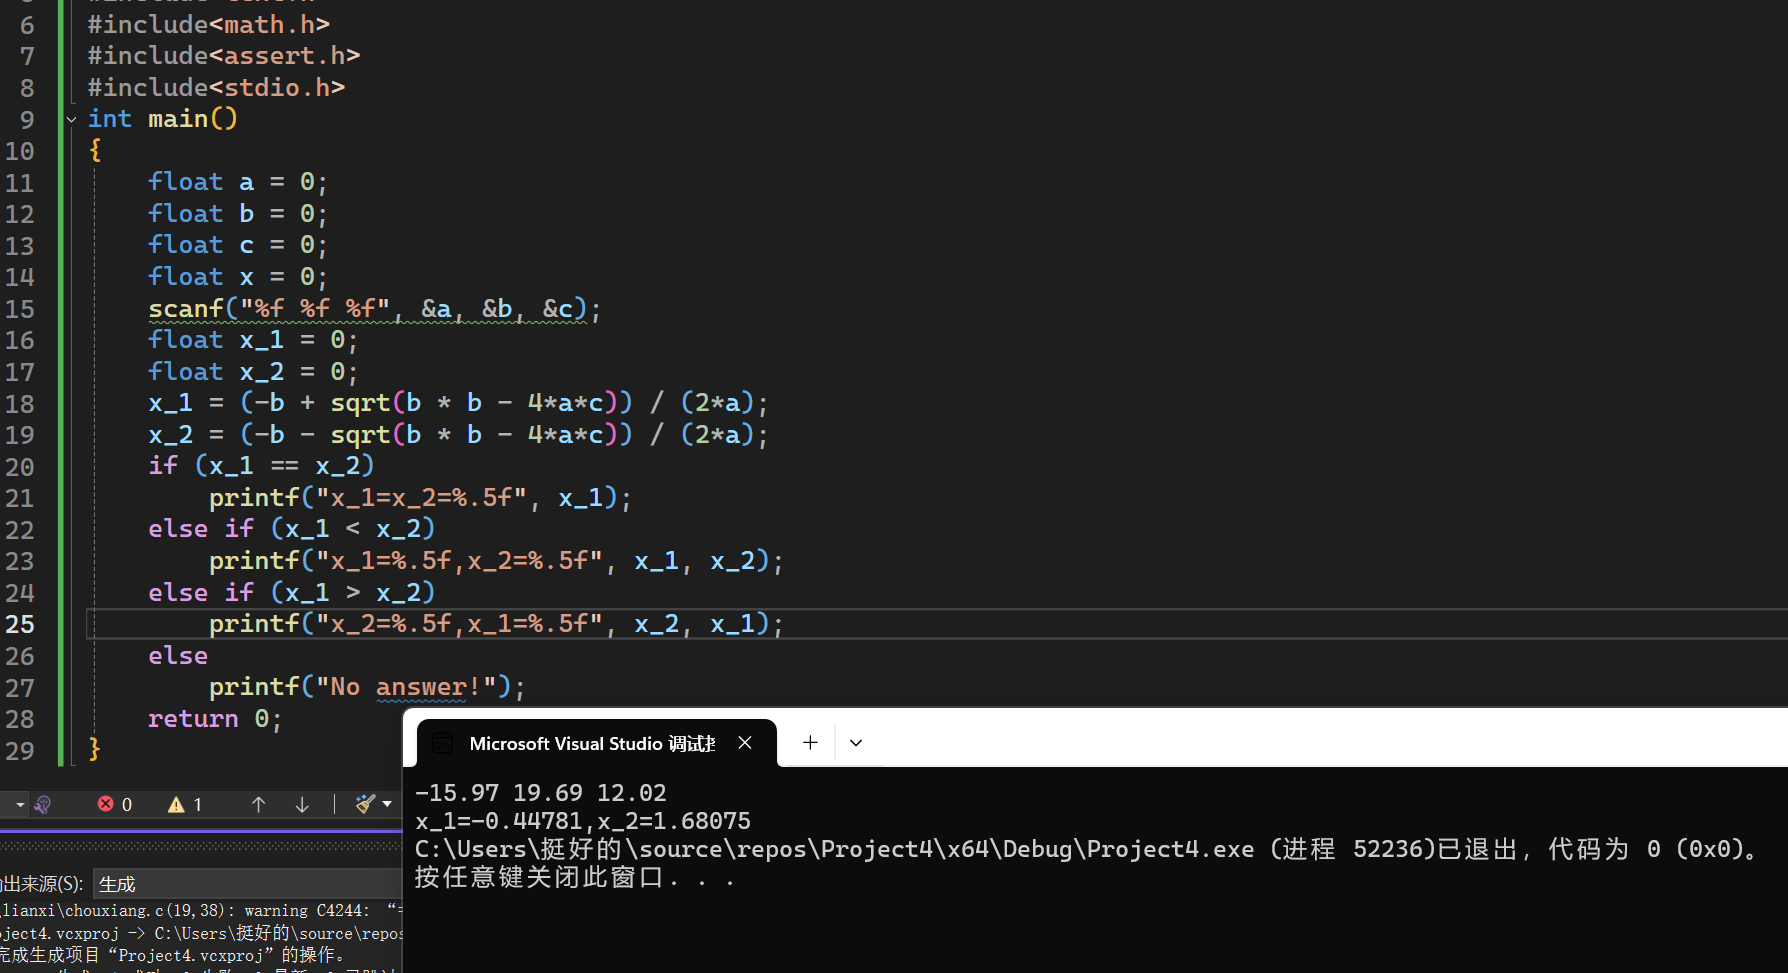 6 #include<math.h>
7 #include<assert.h>
8 #include<stdio.h>
9 int main()
10 {
11 float a = 0;
12 float b = 0;
13 float c = 0;
14 float x = 0;
15 scanf("%f %f %f", &a, &b, &c);
16 float x_1 = 0;
17 float x_2 = 0;
18 x_1 = (-b + sqrt(b * b - 4*a*c)) / (2*a);
19 x_2 = (-b - sqrt(b * b - 4*a*c)) / (2*a);
20 if (x_1 == x_2)
21 printf("x_1=x_2=%.5f", x_1);
22 else if (x_1 < x_2)
23 printf("x_1=%.5f,x_2=%.5f", x_1, x_2);
24 else if (x_1 > x_2)
25 printf("x_2=%.5f,x_1=%.5f", x_2, x_1);
26 else
27 printf("No answer!");
28 return 0;
29 }
0 1
出来源(S): 生成
\lianxi\chouxiang.c(19,38): warning C4244: “
oject4.vcxproj -> C:\Users\挺好的\source\repos
完成生成项目“Project4.vcxproj”的操作。
Microsoft Visual Studio 调试
-15.97 19.69 12.02
x_1=-0.44781,x_2=1.68075
C:\Users\挺好的\source\repos\Project4\x64\Debug\Project4.exe (进程 52236)已退出，代码为 0 (0x0)。
按任意键关闭此窗口. . .